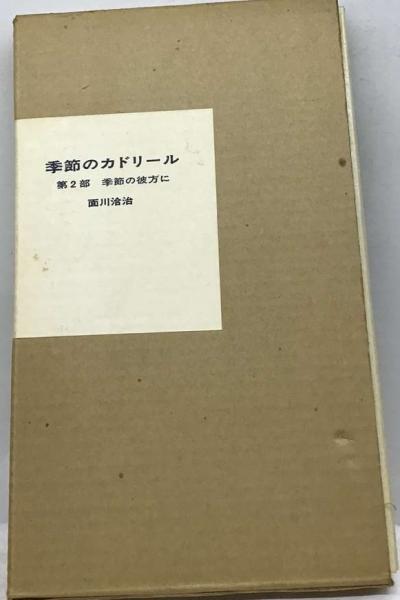 季節のカドリール
第2部 季節の彼方に
面川洽治